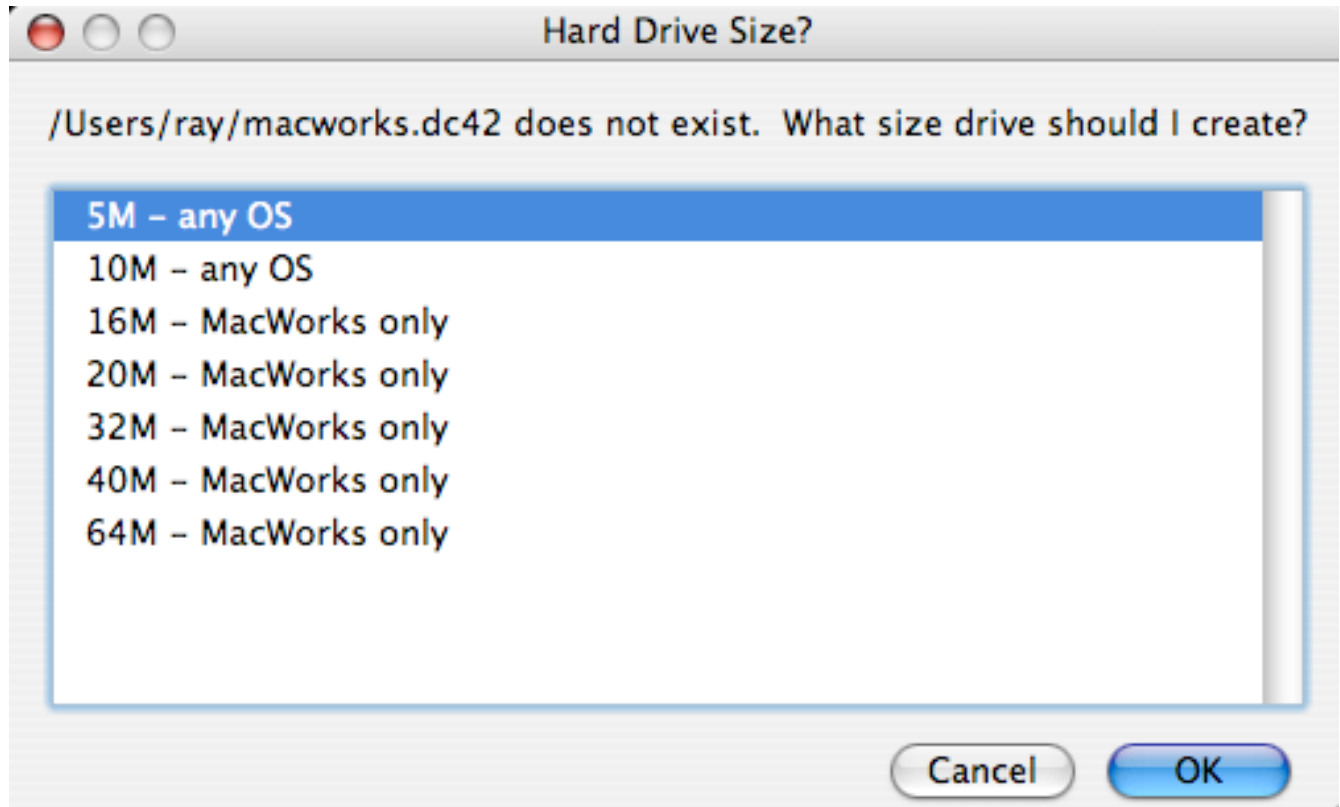 Hard Drive Size?
/Users/ray/macworks.dc42 does not exist.  What size drive should I create?
5M – any OS
10M – any OS
16M – MacWorks only
20M – MacWorks only
32M – MacWorks only
40M – MacWorks only
64M – MacWorks only
Cancel OK